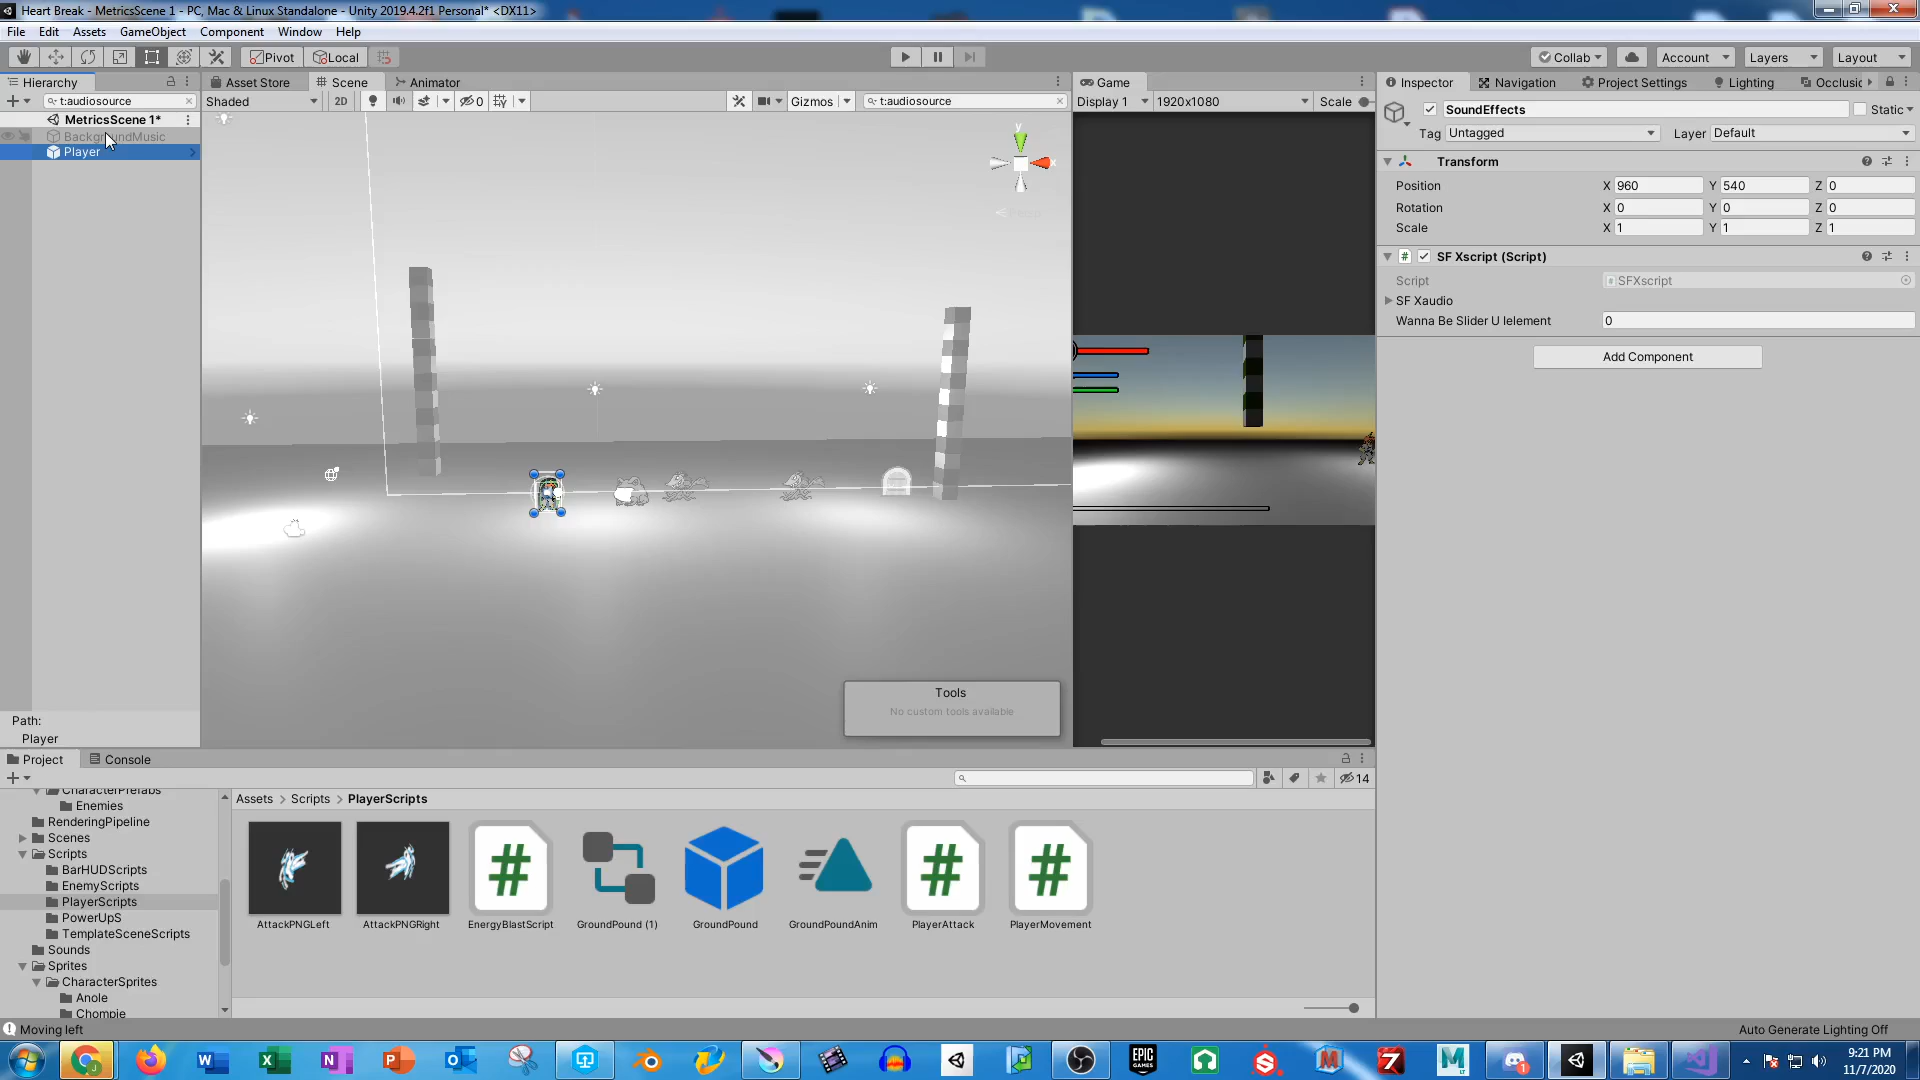 Heart Break - MetricsScene 1 - PC, Mac & Linux Standalone - Unity 2019.4.2f1 Personal* <DX11>
File Edit Assets GameObject Component Window Help
Pivot Local Collab Account Layers Layout
Hierarchy Asset Store Scene Animator Game Inspector Navigation Project Settings Lighting Occlusic
t:audiosource Shaded 2D 0 Gizmos t:audiosource Display 1 1920x1080 Scale
MetricsScene 1*
BackgroundMusic
Player
SoundEffects Static
Tag Untagged Layer Default
Transform
Position X 960 Y 540 Z 0
Rotation X 0 Y 0 Z 0
Scale X 1 Y 1 Z 1
SF Xscript (Script)
Script SFXscript
SF Xaudio
Wanna Be Slider U Ielement 0
Add Component
y
x
Tools
No custom tools available
Path:
Player
Project Console
14
Assets > Scripts > PlayerScripts
CharacterPrefabs
Enemies
RenderingPipeline
Scenes
Scripts
BarHUDScripts
EnemyScripts
PlayerScripts
PowerUpS
TemplateSceneScripts
Sounds
Sprites
CharacterSprites
Anole
Chompie
AttackPNGLeft AttackPNGRight EnergyBlastScript GroundPound (1) GroundPound GroundPoundAnim PlayerAttack PlayerMovement
Moving left Auto Generate Lighting Off
9:21 PM
11/7/2020